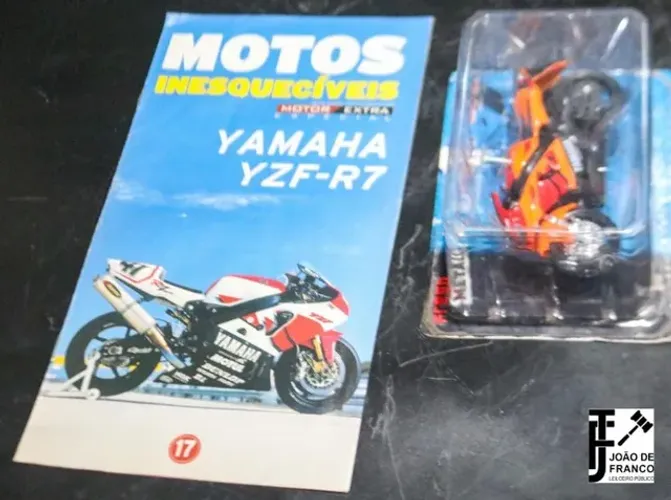 MOTOS
INESQUECÍVEIS
MOTOR EXTRA
YAMAHA
YZF-R7
YAMAHA
17
JOÃO DE
FRANCO
LEILOEIRO PÚBLICO